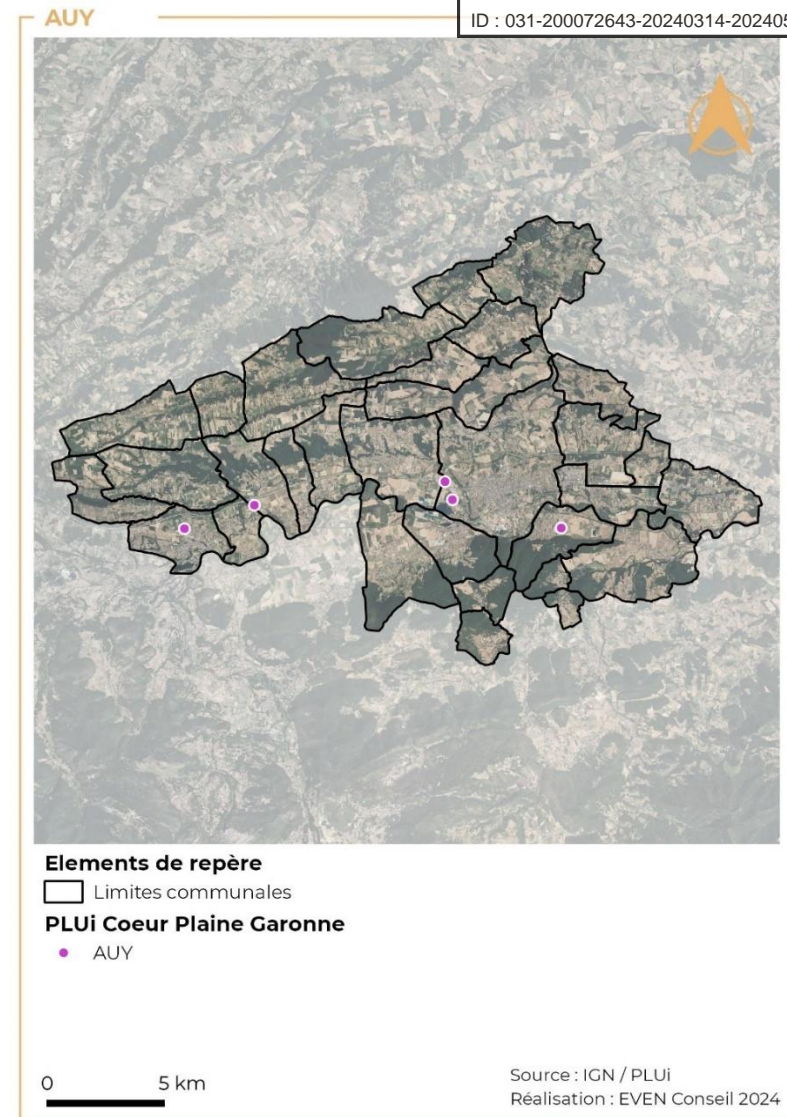 AUY
ID : 031-200072643-20240314-202405
Elements de repère
Limites communales
PLUi Coeur Plaine Garonne
AUY
0 5 km
Source : IGN / PLUi
Réalisation : EVEN Conseil 2024